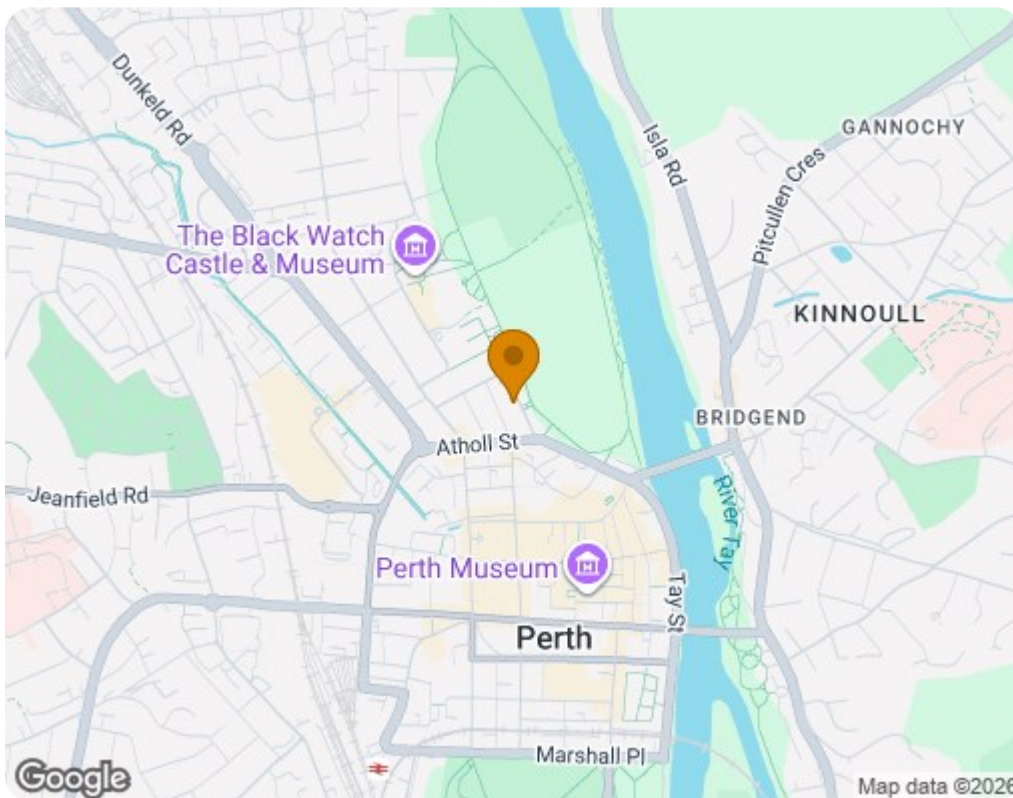 Dunkeld Rd
Isla Rd
GANNOCHY
Pitcullen Cres
The Black Watch
Castle & Museum
KINNOULL
BRIDGEND
Atholl St
Jeanfield Rd
River Tay
Perth Museum
Tay St
Perth
Marshall Pl
Google
Map data ©2026